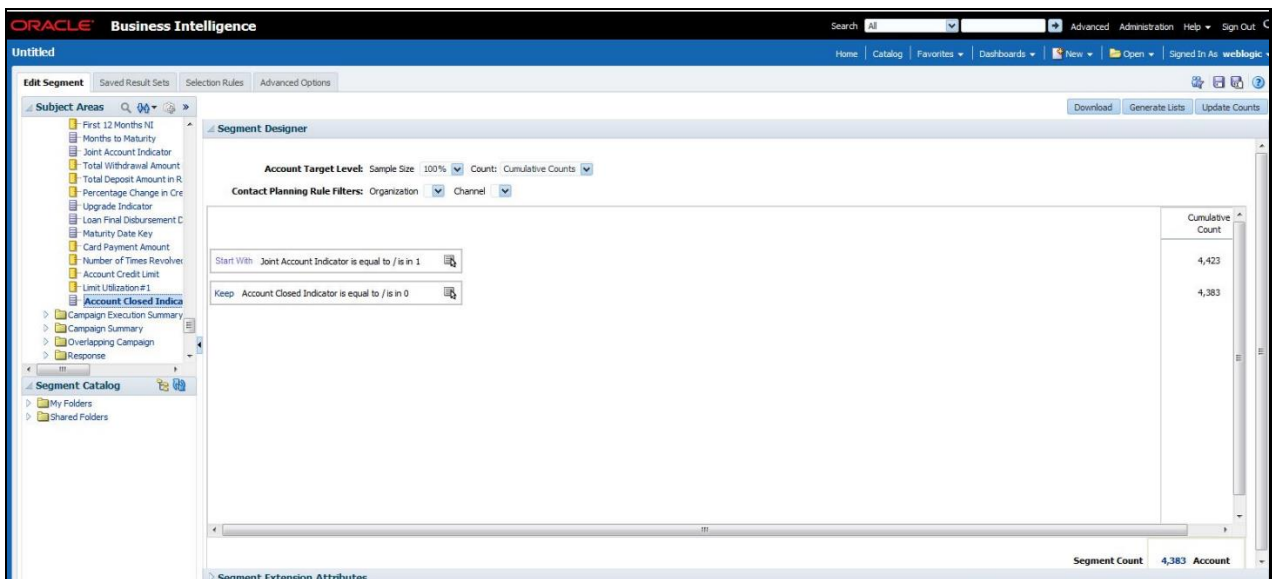 ORACLE Business Intelligence
Search All Advanced Administration Help Sign Out
Untitled
Home Catalog Favorites Dashboards New Open Signed In As weblogic
Edit Segment Saved Result Sets Selection Rules Advanced Options
Subject Areas
Download Generate Lists Update Counts
First 12 Months NI
Months to Maturity
Joint Account Indicator
Total Withdrawal Amount
Total Deposit Amount in R
Percentage Change in Cre
Upgrade Indicator
Loan Final Disbursement D
Maturity Date Key
Card Payment Amount
Number of Times Revolver
Account Credit Limit
Limit Utilization#1
Account Closed Indica
Campaign Execution Summary
Campaign Summary
Overlapping Campaign
Response
Segment Catalog
My Folders
Shared Folders
Segment Designer
Account Target Level: Sample Size 100% Count: Cumulative Counts
Contact Planning Rule Filters: Organization Channel
Cumulative
Count
Start With Joint Account Indicator is equal to / is in 1
4,423
Keep Account Closed Indicator is equal to / is in 0
4,383
Segment Count 4,383 Account
Segment Extension Attributes